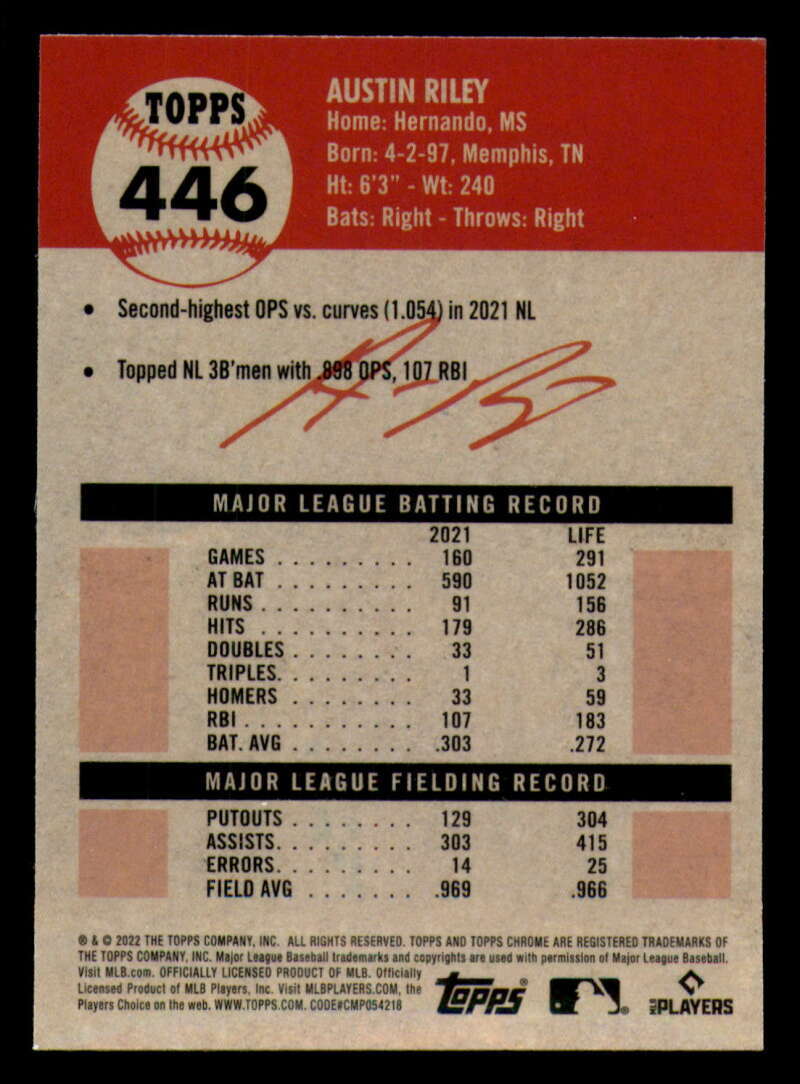 TOPPS
446
AUSTIN RILEY
Home: Hernando, MS
Born: 4-2-97, Memphis, TN
Ht: 6'3" - Wt: 240
Bats: Right - Throws: Right
• Second-highest OPS vs. curves (1.054) in 2021 NL
• Topped NL 3B'men with .898 OPS, 107 RBI
MAJOR LEAGUE BATTING RECORD
2021 LIFE
GAMES . . . . . . . . . 160 291
AT BAT . . . . . . . . . 590 1052
RUNS . . . . . . . . . . 91 156
HITS . . . . . . . . . . 179 286
DOUBLES . . . . . . . . 33 51
TRIPLES. . . . . . . . . 1 3
HOMERS . . . . . . . . 33 59
RBI . . . . . . . . . . . 107 183
BAT. AVG . . . . . . . . .303 .272
MAJOR LEAGUE FIELDING RECORD
PUTOUTS . . . . . . . . 129 304
ASSISTS. . . . . . . . . 303 415
ERRORS. . . . . . . . . 14 25
FIELD AVG . . . . . . . .969 .966
® & © 2022 THE TOPPS COMPANY, INC. ALL RIGHTS RESERVED. TOPPS AND TOPPS CHROME ARE REGISTERED TRADEMARKS OF
THE TOPPS COMPANY, INC. Major League Baseball trademarks and copyrights are used with permission of Major League Baseball.
Visit MLB.com. OFFICIALLY LICENSED PRODUCT OF MLB. Officially
Licensed Product of MLB Players, Inc. Visit MLBPLAYERS.COM, the
Players Choice on the web. WWW.TOPPS.COM. CODE#CMP054218
topps®
MLB PLAYERS